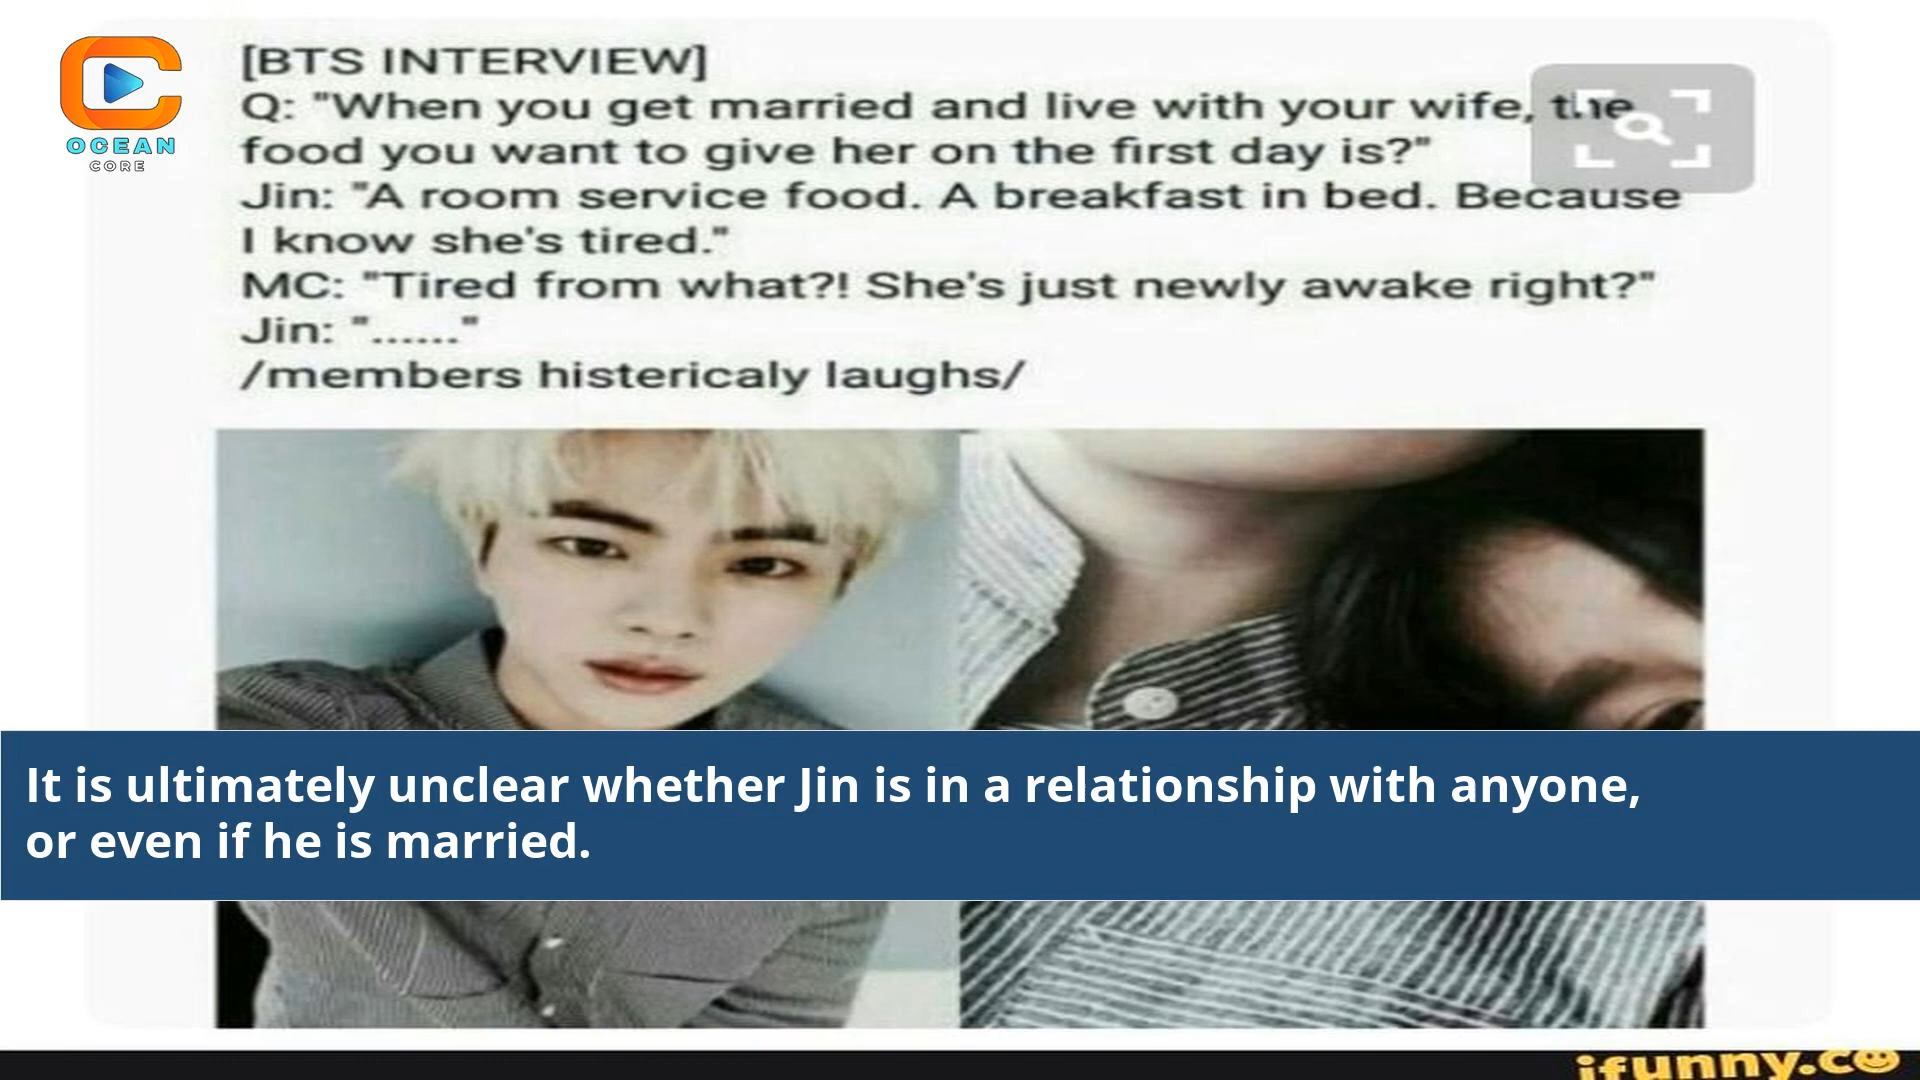 OCEAN
CORE
[BTS INTERVIEW]
Q: "When you get married and live with your wife, the
food you want to give her on the first day is?"
Jin: "A room service food. A breakfast in bed. Because
I know she's tired."
MC: "Tired from what?! She's just newly awake right?"
Jin: "......"
/members histericaly laughs/
It is ultimately unclear whether Jin is in a relationship with anyone,
or even if he is married.
ifunny.co